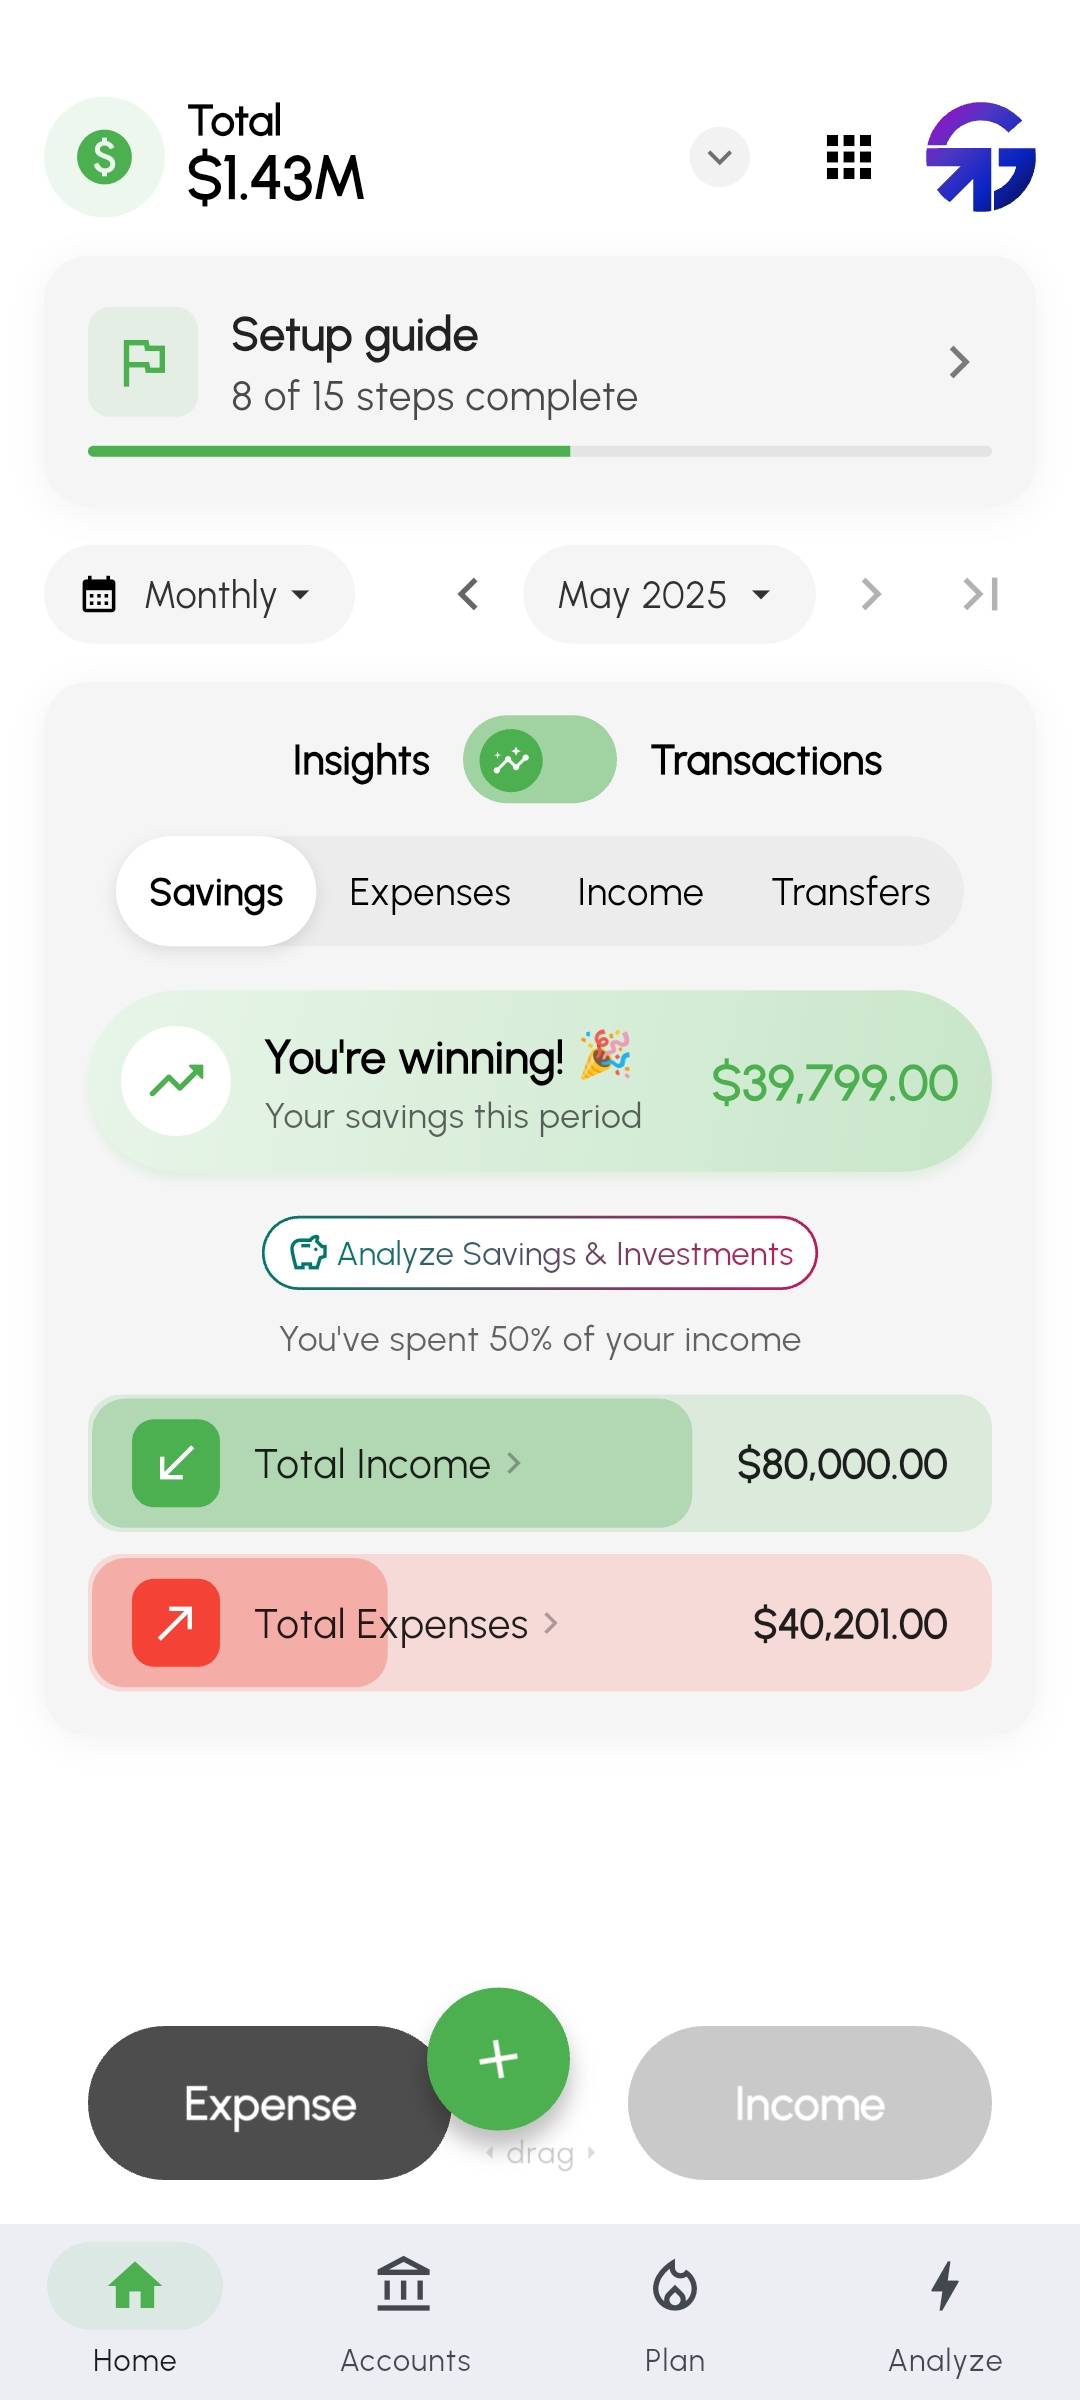 Total
$1.43M
Setup guide
8 of 15 steps complete
Monthly
May 2025
Insights
Transactions
Savings
Expenses
Income
Transfers
You're winning! 🎉
Your savings this period
$39,799.00
Analyze Savings & Investments
You've spent 50% of your income
Total Income
$80,000.00
Total Expenses
$40,201.00
Expense
drag
Income
Home
Accounts
Plan
Analyze